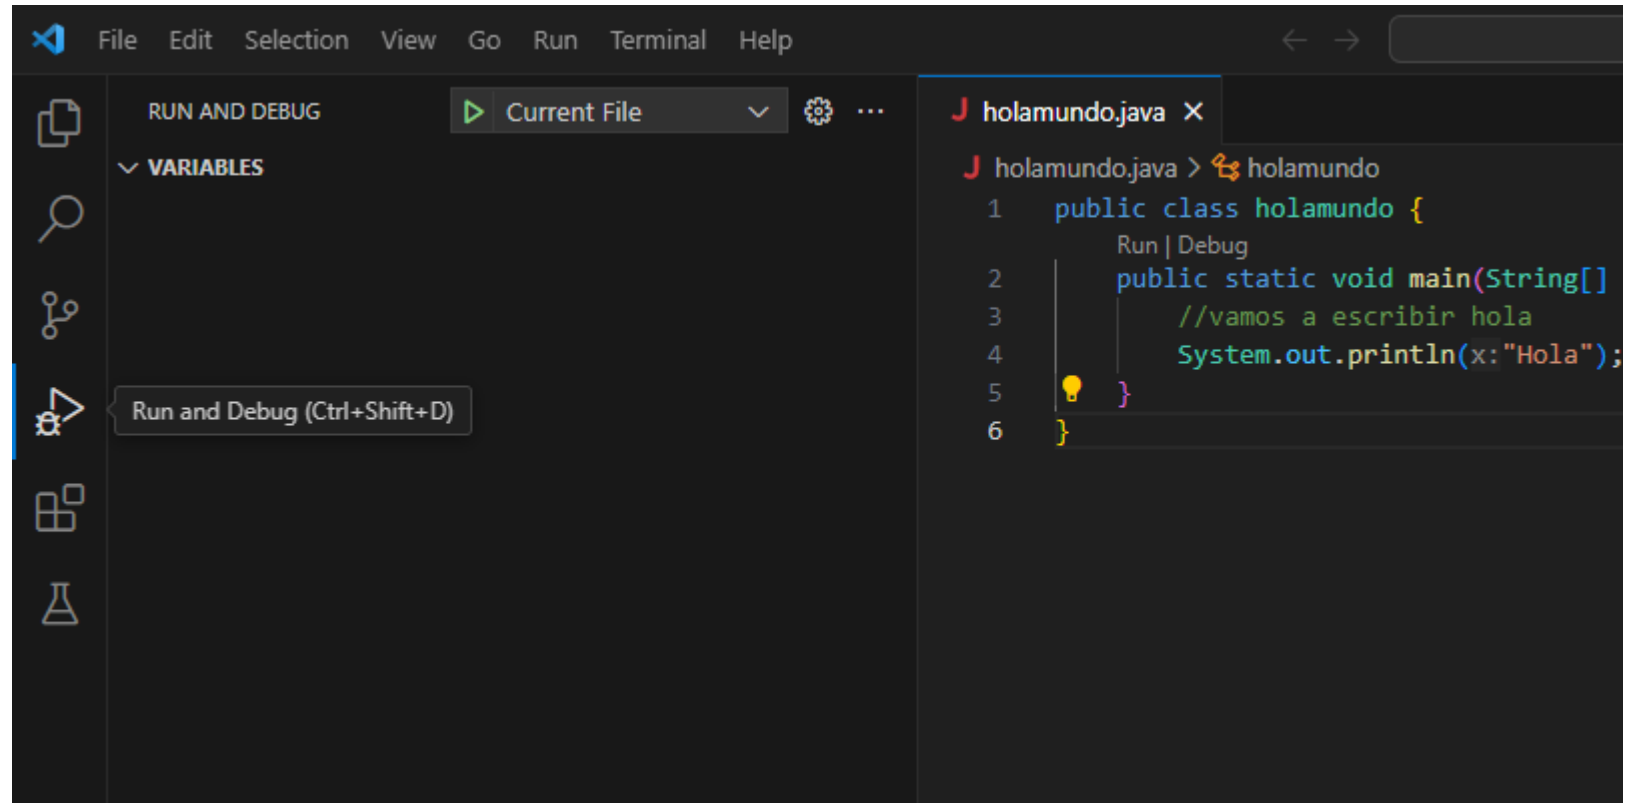 File Edit Selection View Go Run Terminal Help
RUN AND DEBUG
Current File
VARIABLES
Run and Debug (Ctrl+Shift+D)
J holamundo.java
J holamundo.java > holamundo
1 public class holamundo {
Run | Debug
2 public static void main(String[]
3 //vamos a escribir hola
4 System.out.println(x:"Hola");
5 }
6 }